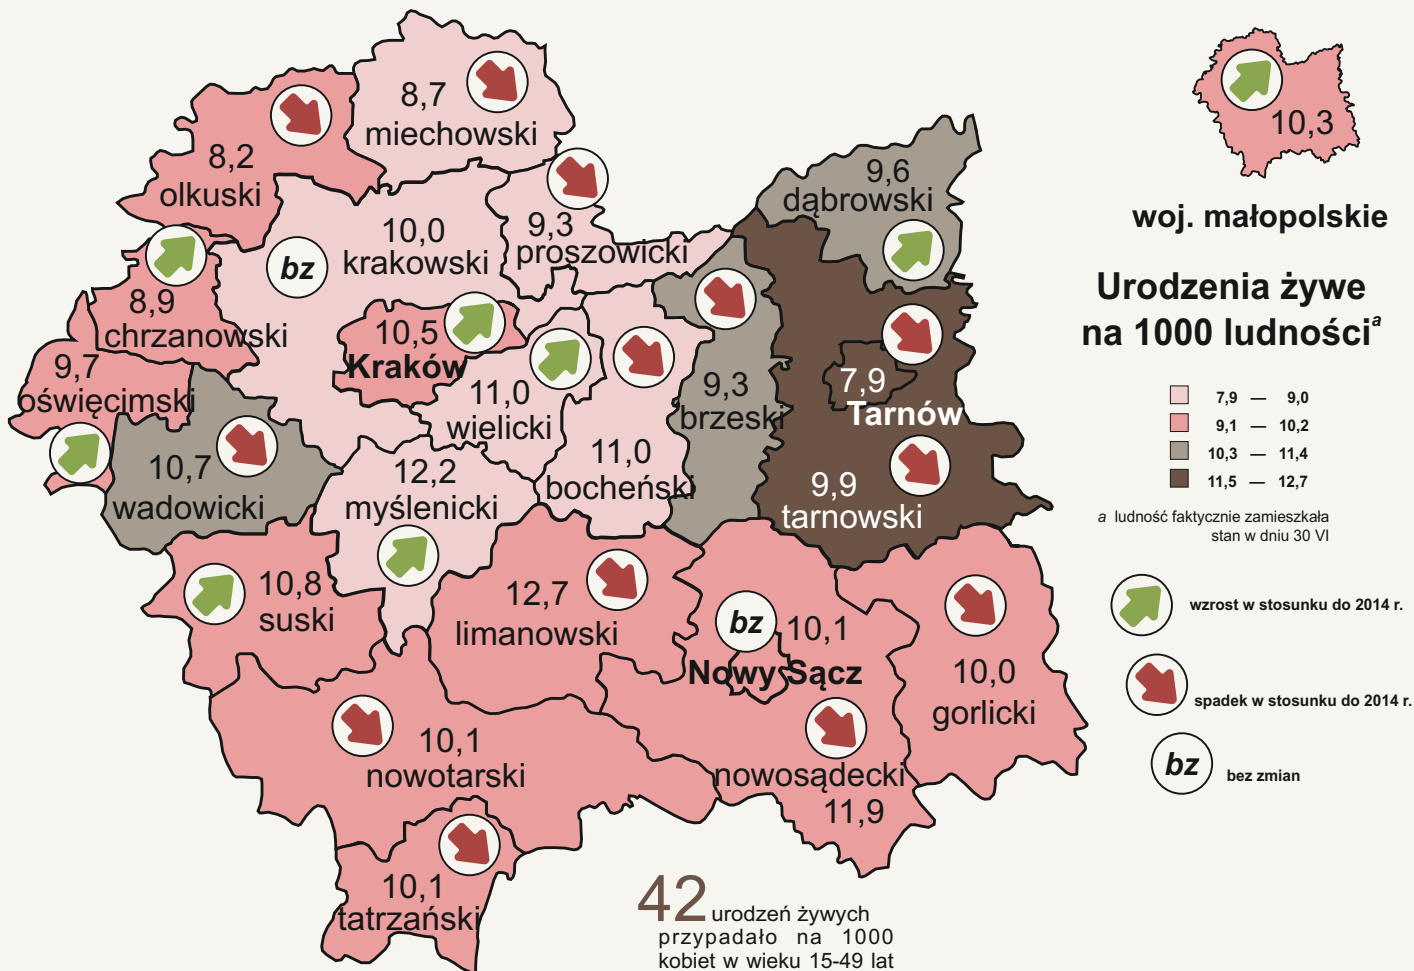 8,7
miechowski
8,2
olkuski
9,6
dąbrowski
10,0
krakowski
bz
9,3
proszowicki
8,9
chrzanowski
10,5
Kraków
9,7
oświęcimski
11,0
wielicki
11,0
bocheński
9,3
brzeski
7,9
Tarnów
9,9
tarnowski
10,7
wadowicki
12,2
myślenicki
10,8
suski
12,7
limanowski
bz
10,1
Nowy Sącz
10,0
gorlicki
10,1
nowotarski
nowosądecki
11,9
10,1
tatrzański
42 urodzeń żywych
przypadało na 1000
kobiet w wieku 15-49 lat
10,3
woj. małopolskie
Urodzenia żywe
na 1000 ludności a
7,9 — 9,0
9,1 — 10,2
10,3 — 11,4
11,5 — 12,7
a ludność faktycznie zamieszkała
stan w dniu 30 VI
wzrost w stosunku do 2014 r.
spadek w stosunku do 2014 r.
bz bez zmian